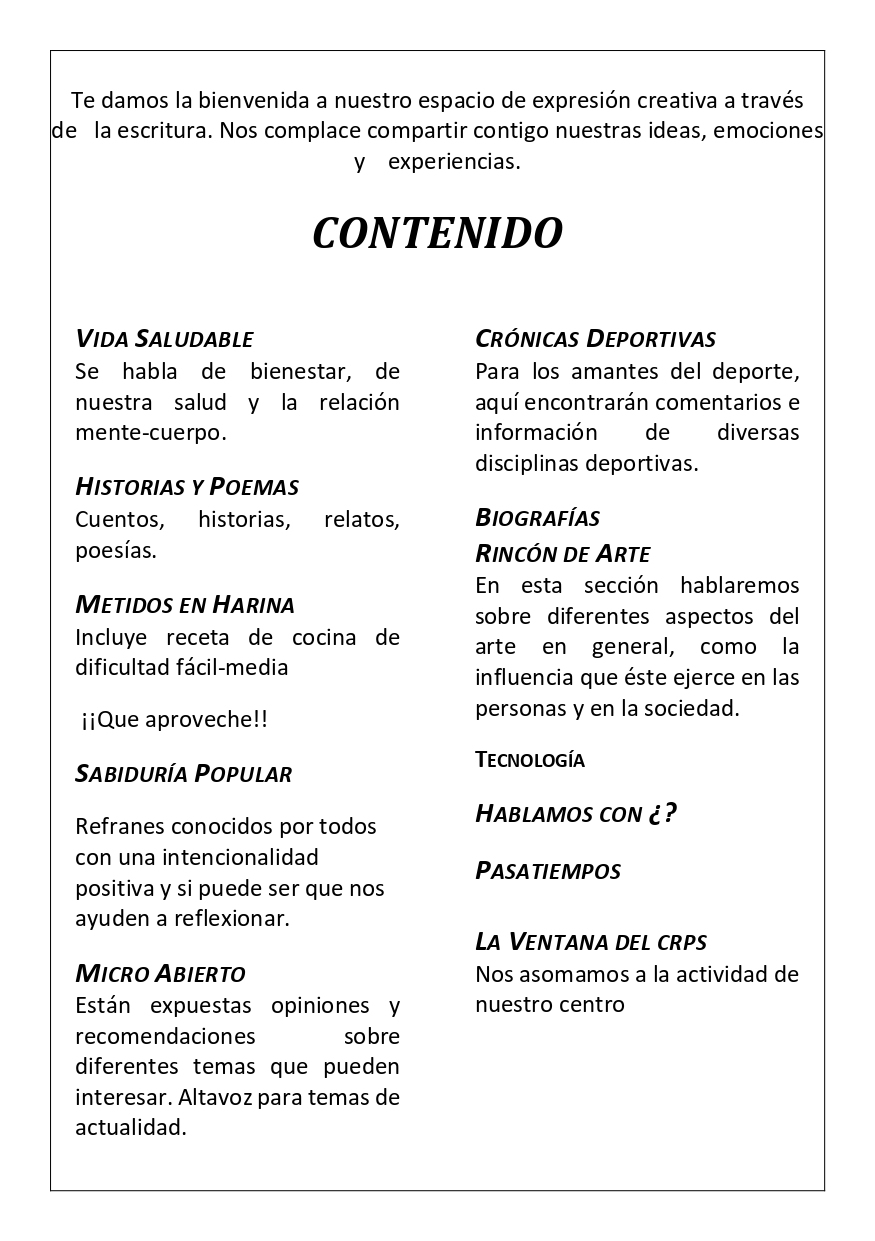 Te damos la bienvenida a nuestro espacio de expresión creativa a través
de la escritura. Nos complace compartir contigo nuestras ideas, emociones
y experiencias.
CONTENIDO
VIDA SALUDABLE
Se habla de bienestar, de
nuestra salud y la relación
mente-cuerpo.
HISTORIAS Y POEMAS
Cuentos, historias, relatos,
poesías.
METIDOS EN HARINA
Incluye receta de cocina de
dificultad fácil-media
¡¡Que aproveche!!
SABIDURÍA POPULAR
Refranes conocidos por todos
con una intencionalidad
positiva y si puede ser que nos
ayuden a reflexionar.
MICRO ABIERTO
Están expuestas opiniones y
recomendaciones sobre
diferentes temas que pueden
interesar. Altavoz para temas de
actualidad.
CRÓNICAS DEPORTIVAS
Para los amantes del deporte,
aquí encontrarán comentarios e
información de diversas
disciplinas deportivas.
BIOGRAFÍAS
RINCÓN DE ARTE
En esta sección hablaremos
sobre diferentes aspectos del
arte en general, como la
influencia que éste ejerce en las
personas y en la sociedad.
TECNOLOGÍA
HABLAMOS CON ¿?
PASATIEMPOS
LA VENTANA DEL CRPS
Nos asomamos a la actividad de
nuestro centro